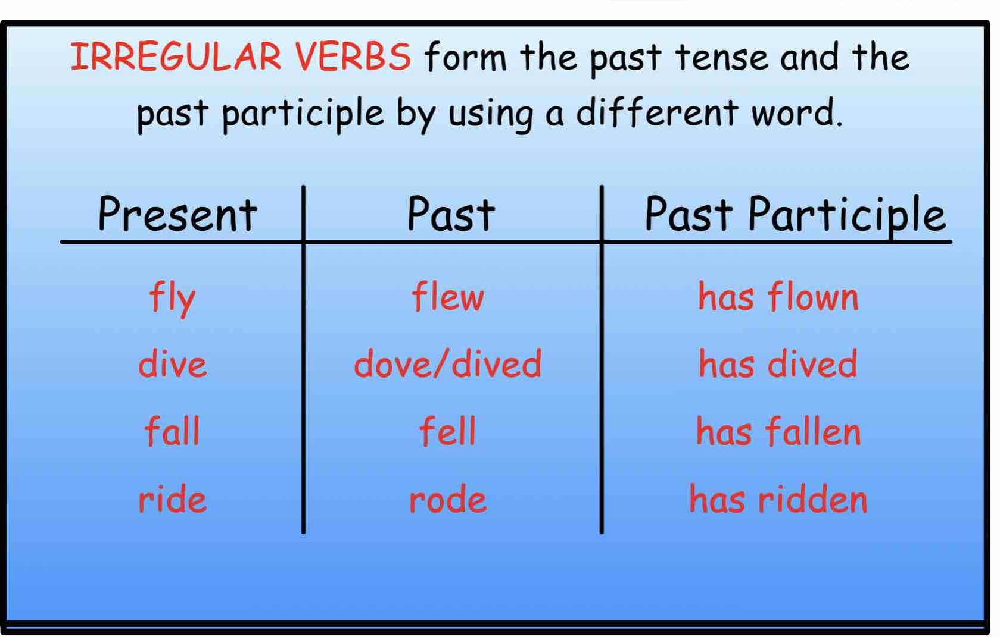 IRREGULAR VERBS form the past tense and the
past participle by using a different word.
Present Past Past Participle
fly flew has flown
dive dove/dived has dived
fall fell has fallen
ride rode has ridden